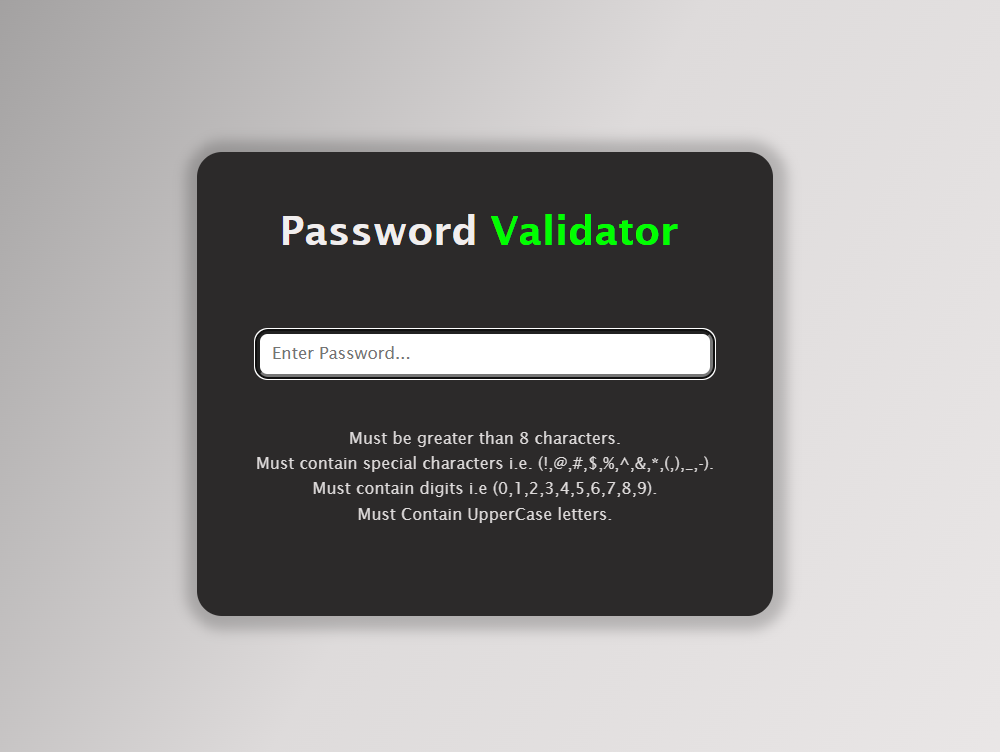 Password Validator
Enter Password...
Must be greater than 8 characters.
Must contain special characters i.e. (!,@,#,$,%,^,&,*,(,),_,-).
Must contain digits i.e (0,1,2,3,4,5,6,7,8,9).
Must Contain UpperCase letters.